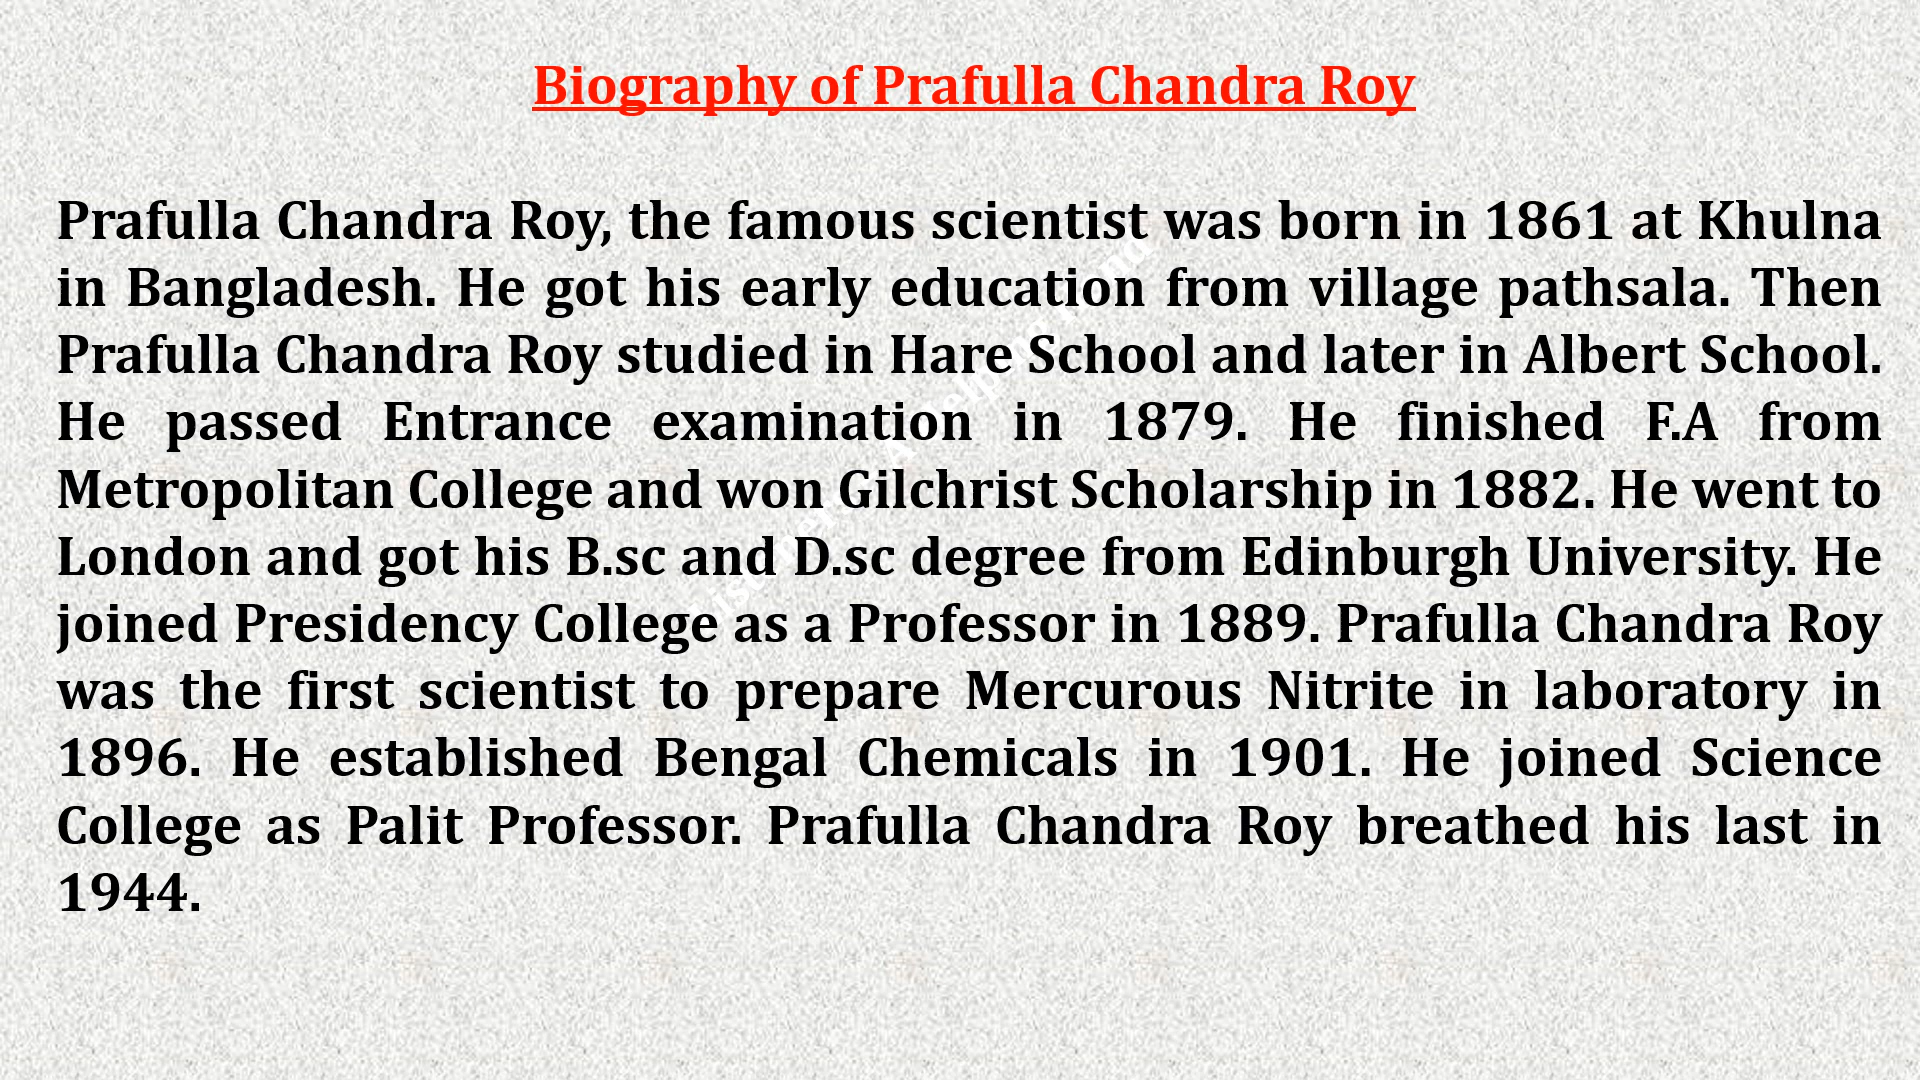 Biography of Prafulla Chandra Roy
Prafulla Chandra Roy, the famous scientist was born in 1861 at Khulna
in Bangladesh. He got his early education from village pathsala. Then
Prafulla Chandra Roy studied in Hare School and later in Albert School.
He passed Entrance examination in 1879. He finished F.A from
Metropolitan College and won Gilchrist Scholarship in 1882. He went to
London and got his B.sc and D.sc degree from Edinburgh University. He
joined Presidency College as a Professor in 1889. Prafulla Chandra Roy
was the first scientist to prepare Mercurous Nitrite in laboratory in
1896. He established Bengal Chemicals in 1901. He joined Science
College as Palit Professor. Prafulla Chandra Roy breathed his last in
1944.